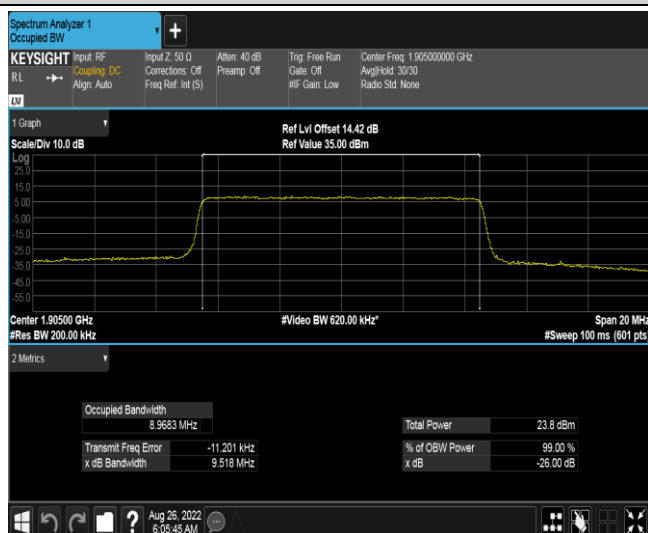 Spectrum Analyzer 1
Occupied BW
+
KEYSIGHT
RL
LXI
Input: RF
Coupling: DC
Align: Auto
Input Z: 50 Ω
Corrections: Off
Freq Ref: Int (S)
Atten: 40 dB
Preamp: Off
Trig: Free Run
Gate: Off
#IF Gain: Low
Center Freq: 1.905000000 GHz
Avg|Hold: 30/30
Radio Std: None
1 Graph
Scale/Div 10.0 dB
Ref Lvl Offset 14.42 dB
Ref Value 35.00 dBm
Log
25.0
15.0
5.00
-5.00
-15.0
-25.0
-35.0
-45.0
-55.0
Center 1.90500 GHz
#Res BW 200.00 kHz
#Video BW 620.00 kHz*
Span 20 MHz
#Sweep 100 ms (601 pts)
2 Metrics
Occupied Bandwidth
8.9683 MHz
Transmit Freq Error -11.201 kHz
x dB Bandwidth 9.518 MHz
Total Power 23.8 dBm
% of OBW Power 99.00 %
x dB -26.00 dB
?
Aug 26, 2022
6:05:45 AM